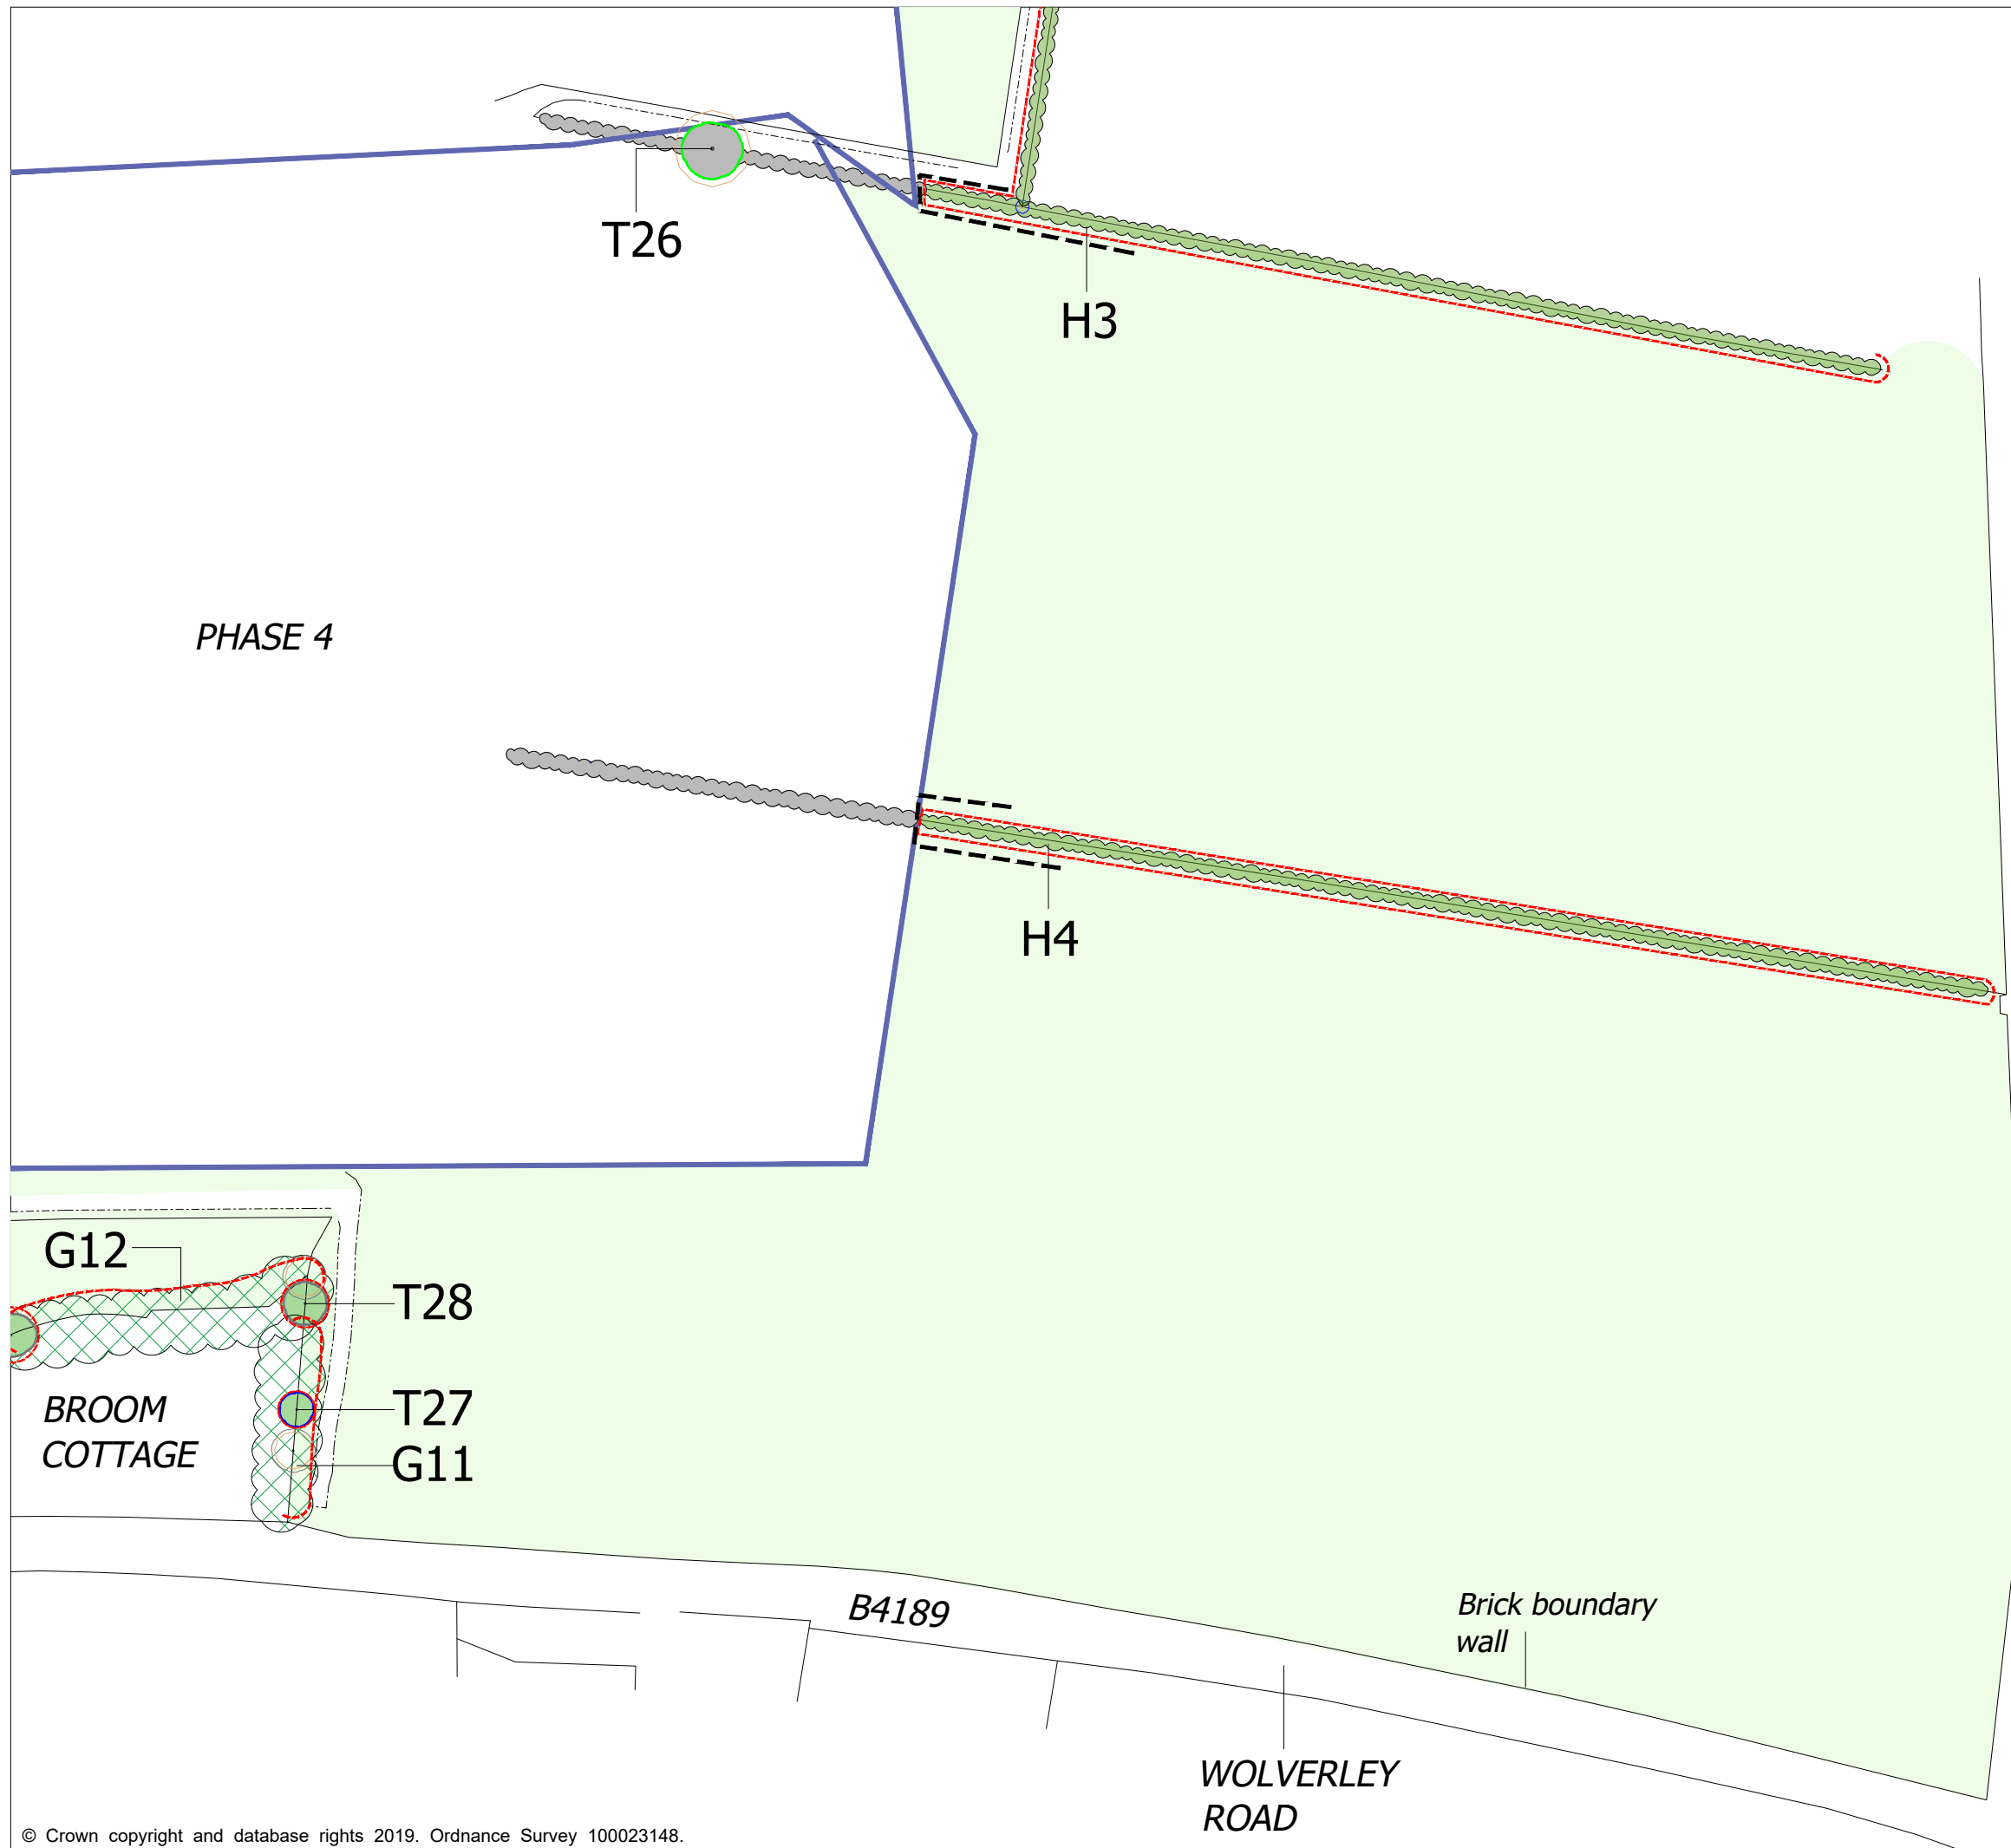 T26
H3
PHASE 4
H4
G12
T28
T27
G11
BROOM
COTTAGE
B4189
Brick boundary
wall
WOLVERLEY
ROAD
© Crown copyright and database rights 2019. Ordnance Survey 100023148.